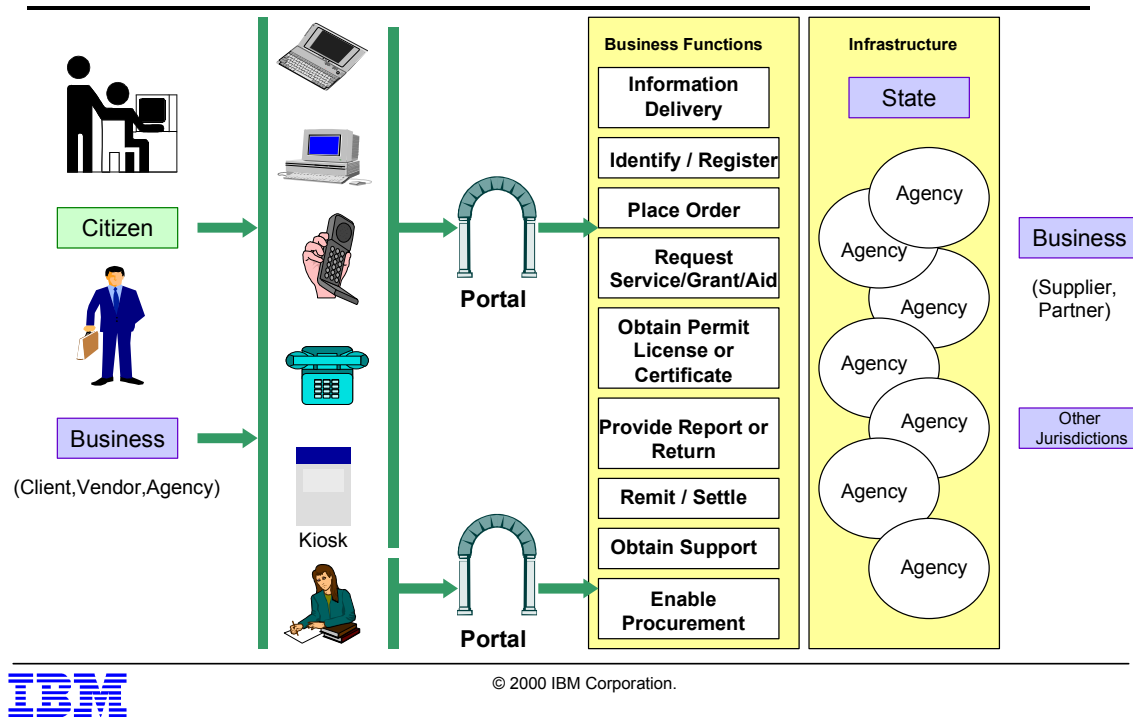 Citizen
Business
(Client,Vendor,Agency)
Kiosk
Portal
Portal
Business Functions
Information
Delivery
Identify / Register
Place Order
Request
Service/Grant/Aid
Obtain Permit
License or
Certificate
Provide Report or
Return
Remit / Settle
Obtain Support
Enable
Procurement
Infrastructure
State
Agency
Agency
Agency
Agency
Agency
Agency
Agency
Business
(Supplier,
Partner)
Other
Jurisdictions
IBM
© 2000 IBM Corporation.